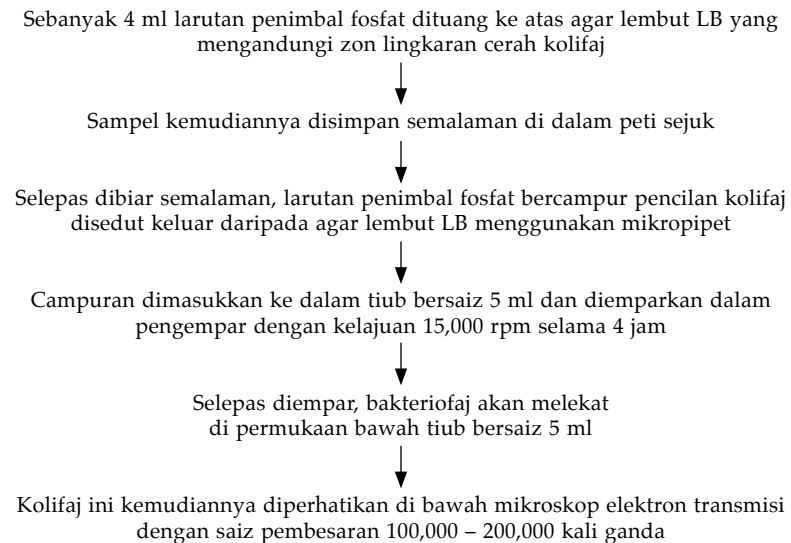 Sebanyak 4 ml larutan penimbal fosfat dituang ke atas agar lembut LB yang
mengandungi zon lingkaran cerah kolifaj
Sampel kemudiannya disimpan semalaman di dalam peti sejuk
Selepas dibiar semalaman, larutan penimbal fosfat bercampur pencilan kolifaj
disedut keluar daripada agar lembut LB menggunakan mikropipet
Campuran dimasukkan ke dalam tiub bersaiz 5 ml dan diemparkan dalam
pengempar dengan kelajuan 15,000 rpm selama 4 jam
Selepas diempar, bakteriofaj akan melekat
di permukaan bawah tiub bersaiz 5 ml
Kolifaj ini kemudiannya diperhatikan di bawah mikroskop elektron transmisi
dengan saiz pembesaran 100,000 – 200,000 kali ganda